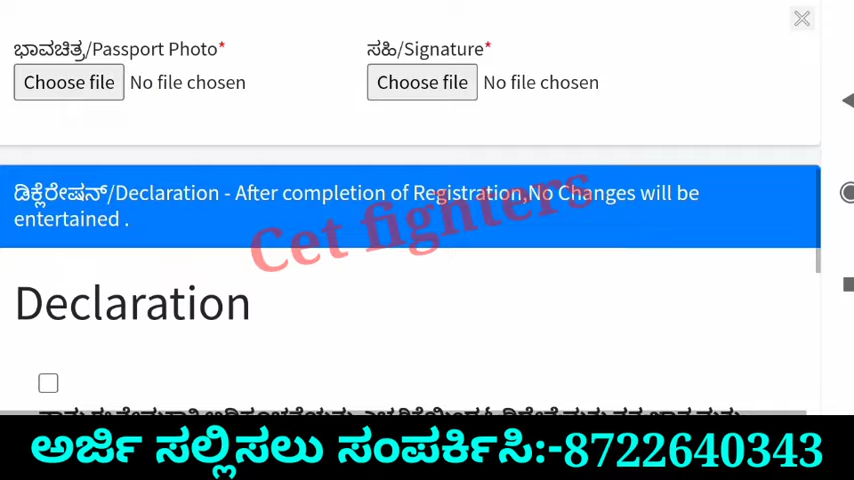 ಭಾವಚಿತ್ರ/Passport Photo*
ಸಹಿ/Signature*
Choose file No file chosen
Choose file No file chosen
ಡಿಕ್ಲೆರೇಷನ್/Declaration - After completion of Registration,No Changes will be
entertained .
Cet fighters
Declaration
ಅರ್ಜಿ ಸಲ್ಲಿಸಲು ಸಂಪರ್ಕಿಸಿ:-8722640343